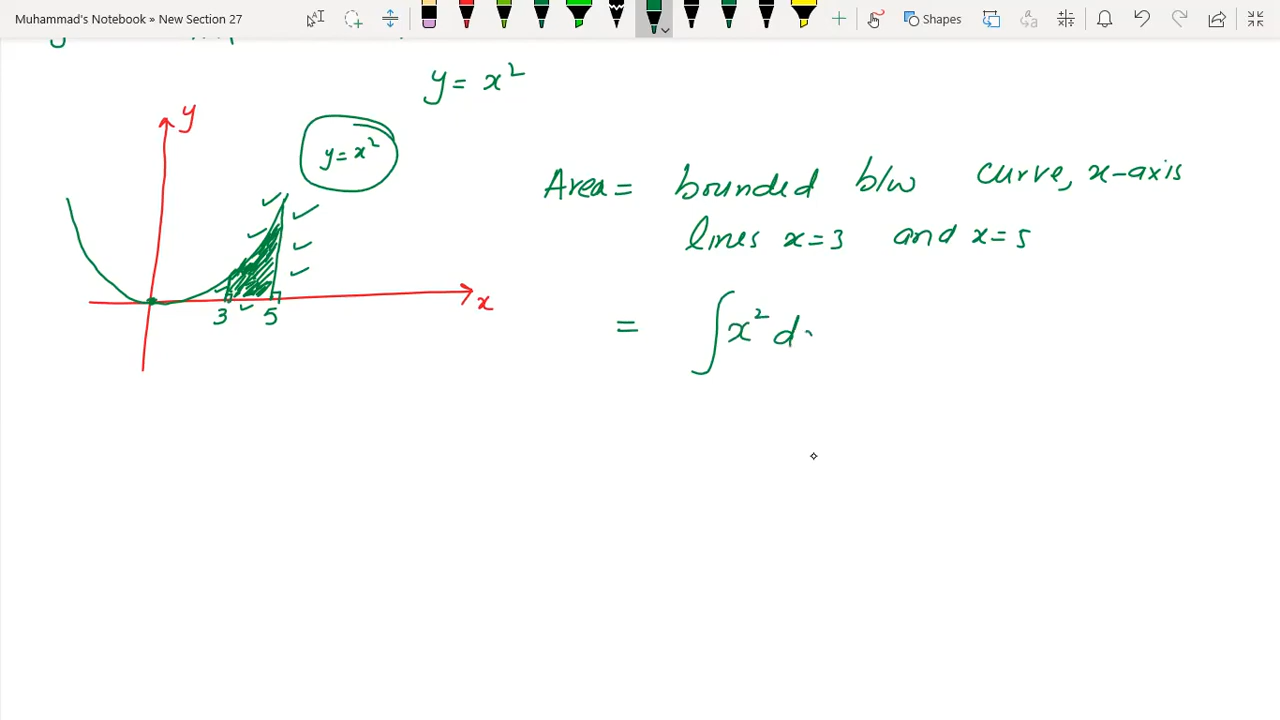 Muhammad's Notebook » New Section 27
Shapes
y = x²
y
y = x²
Area = bounded b/w curve, x-axis
lines x=3 and x=5
x
3 5
= ∫x² d